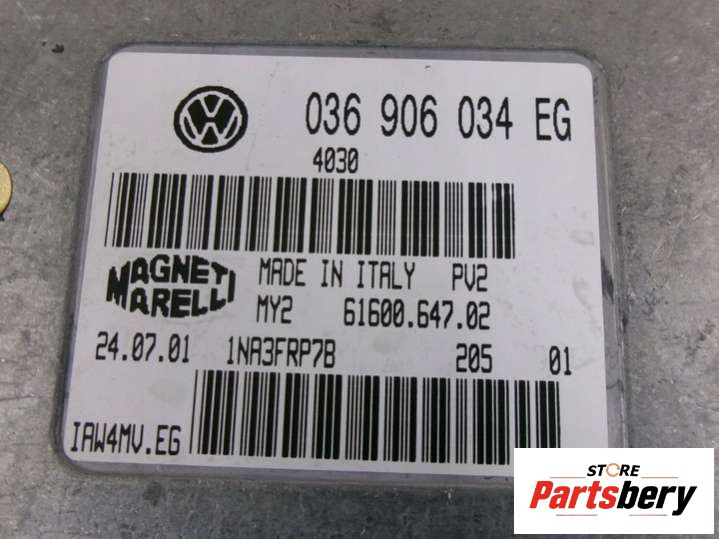 036 906 034 EG
4030
MAGNETI MARELLI
MADE IN ITALY PV2
MY2 61600.647.02
24.07.01 1NA3FRP7B 205 01
IAW4MV.EG
STORE
Partsbery